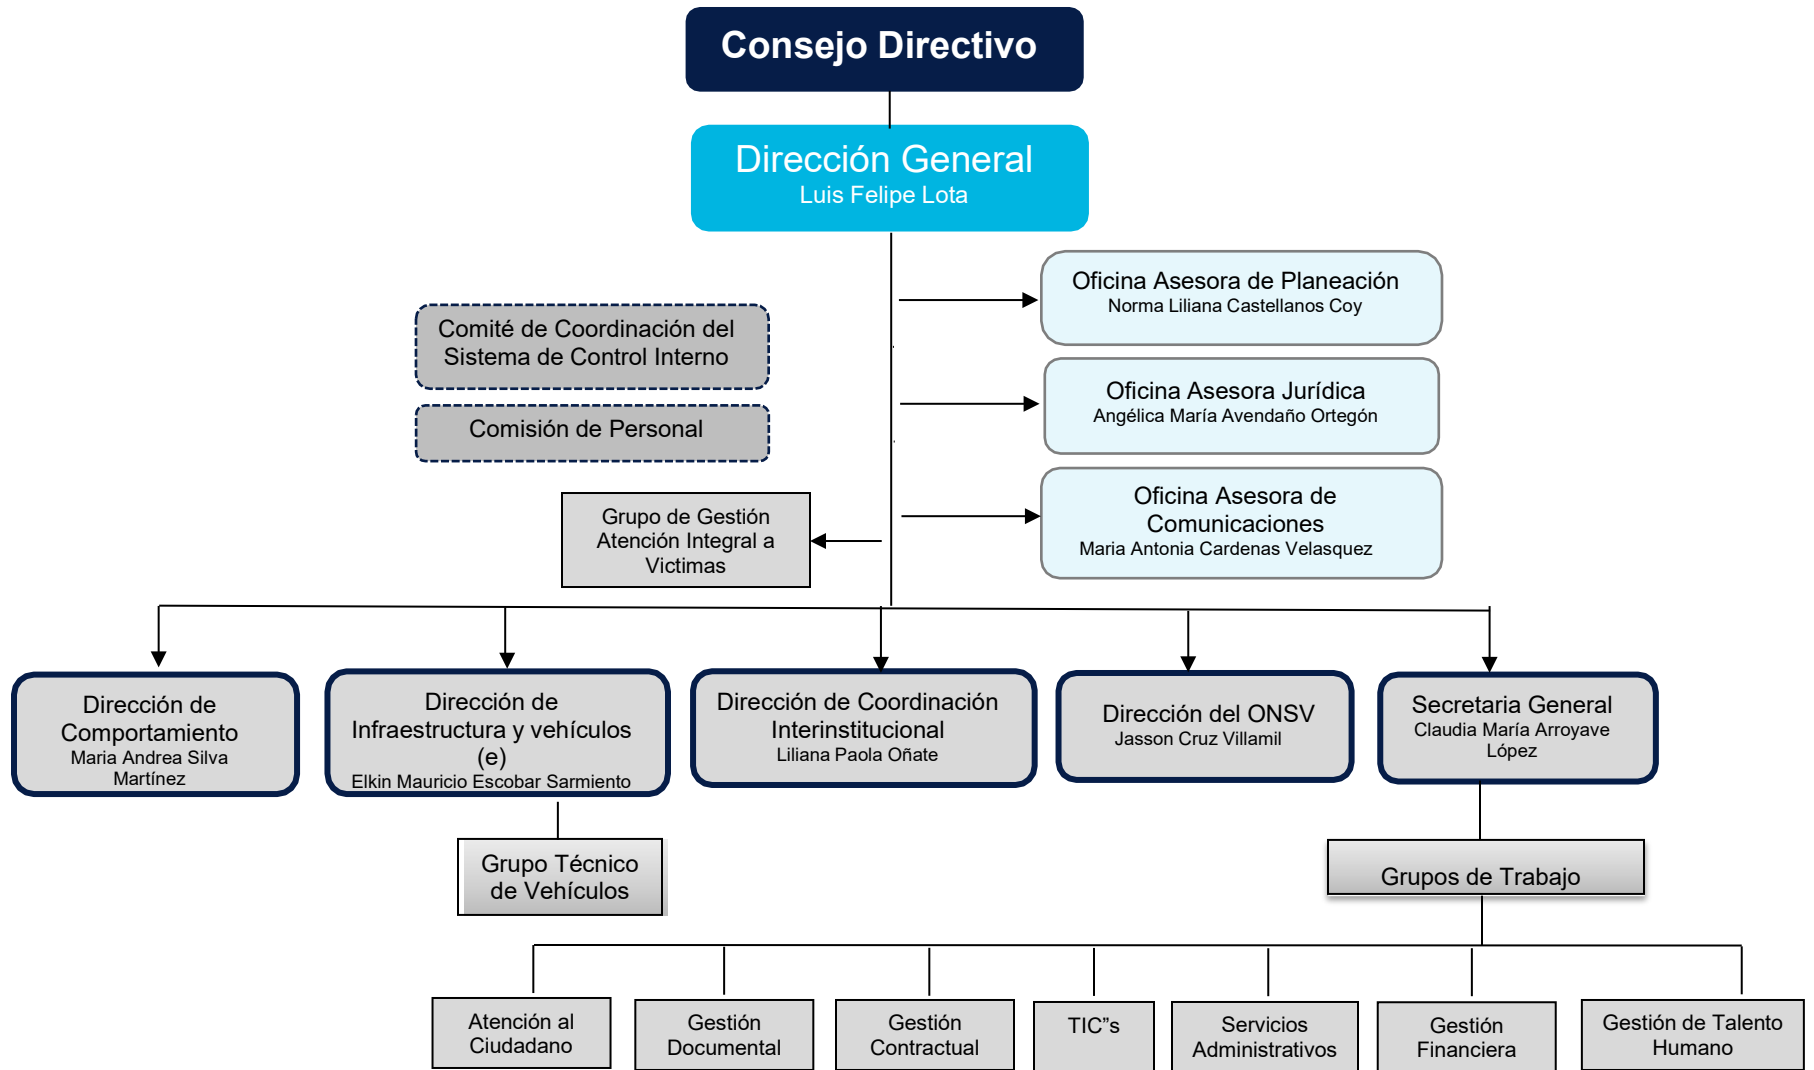 Consejo Directivo
Dirección General
Luis Felipe Lota
Oficina Asesora de Planeación
Norma Liliana Castellanos Coy
Comité de Coordinación del
Sistema de Control Interno
Oficina Asesora Jurídica
Angélica María Avendaño Ortegón
Comisión de Personal
Oficina Asesora de
Comunicaciones
Maria Antonia Cardenas Velasquez
Grupo de Gestión
Atención Integral a
Victimas
Dirección de
Comportamiento
Maria Andrea Silva
Martínez
Dirección de
Infraestructura y vehículos
(e)
Elkin Mauricio Escobar Sarmiento
Dirección de Coordinación
Interinstitucional
Liliana Paola Oñate
Dirección del ONSV
Jasson Cruz Villamil
Secretaria General
Claudia María Arroyave
López
Grupo Técnico
de Vehículos
Grupos de Trabajo
Atención al
Ciudadano
Gestión
Documental
Gestión
Contractual
TIC”s
Servicios
Administrativos
Gestión
Financiera
Gestión de Talento
Humano